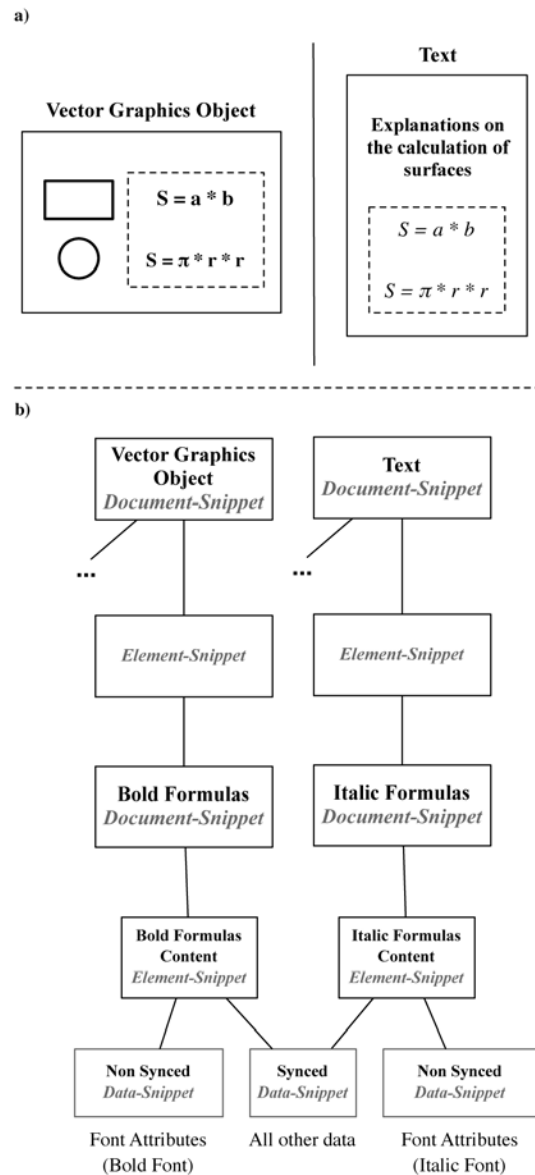 a)
Text
Vector Graphics Object
Explanations on
the calculation of
surfaces
S = a * b
S = π * r * r
S = a * b
S = π * r * r
b)
Vector Graphics
Object
Document-Snippet
Text
Document-Snippet
...
...
Element-Snippet
Element-Snippet
Bold Formulas
Document-Snippet
Italic Formulas
Document-Snippet
Bold Formulas
Content
Element-Snippet
Italic Formulas
Content
Element-Snippet
Non Synced
Data-Snippet
Synced
Data-Snippet
Non Synced
Data-Snippet
Font Attributes
(Bold Font)
All other data
Font Attributes
(Italic Font)